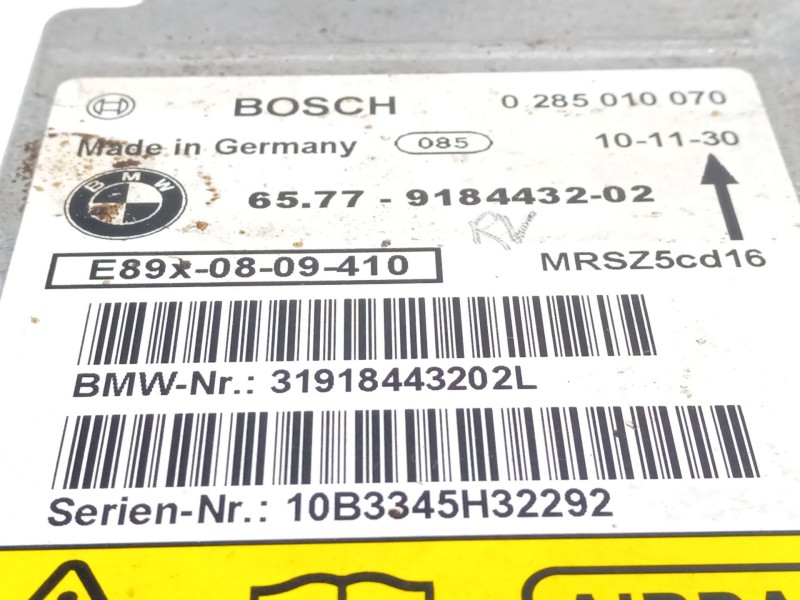 BOSCH 0 285 010 070
Made in Germany 085 10-11-30
BMW
65.77 - 9184432-02
E89x-08-09-410 MRSZ5cd16
BMW-Nr.: 31918443202L
Serien-Nr.: 10B3345H32292